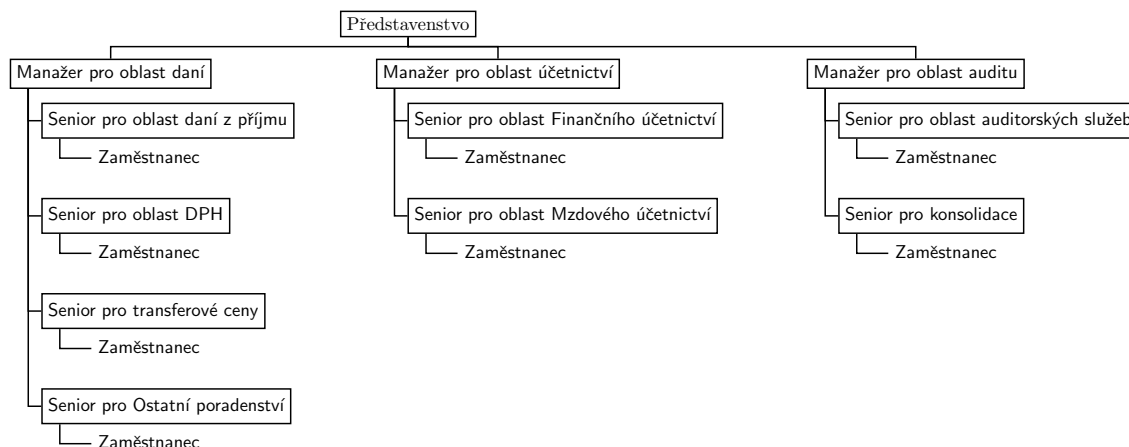 Představenstvo
Manažer pro oblast daní
Senior pro oblast daní z příjmu
Zaměstnanec
Senior pro oblast DPH
Zaměstnanec
Senior pro transferové ceny
Zaměstnanec
Senior pro Ostatní poradenství
Zaměstnanec
Manažer pro oblast účetnictví
Senior pro oblast Finančního účetnictví
Zaměstnanec
Senior pro oblast Mzdového účetnictví
Zaměstnanec
Manažer pro oblast auditu
Senior pro oblast auditorských služeb
Zaměstnanec
Senior pro konsolidace
Zaměstnanec